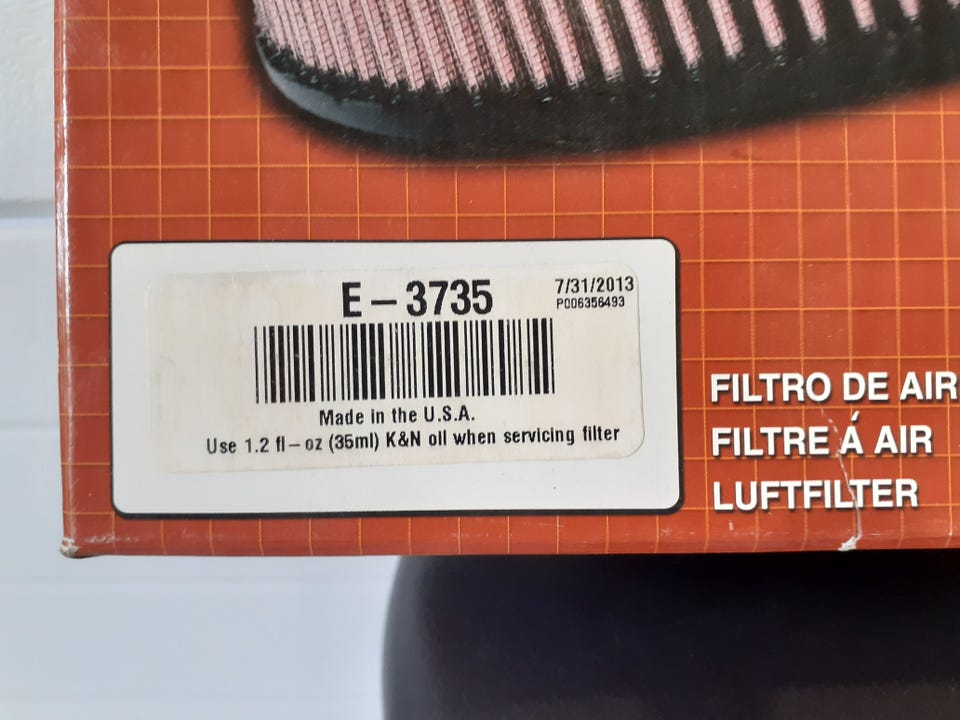 E-3735
7/31/2013
P006356493
Made in the U.S.A.
Use 1.2 fl-oz (35ml) K&N oil when servicing filter
FILTRO DE AIR
FILTRE Á AIR
LUFTFILTER